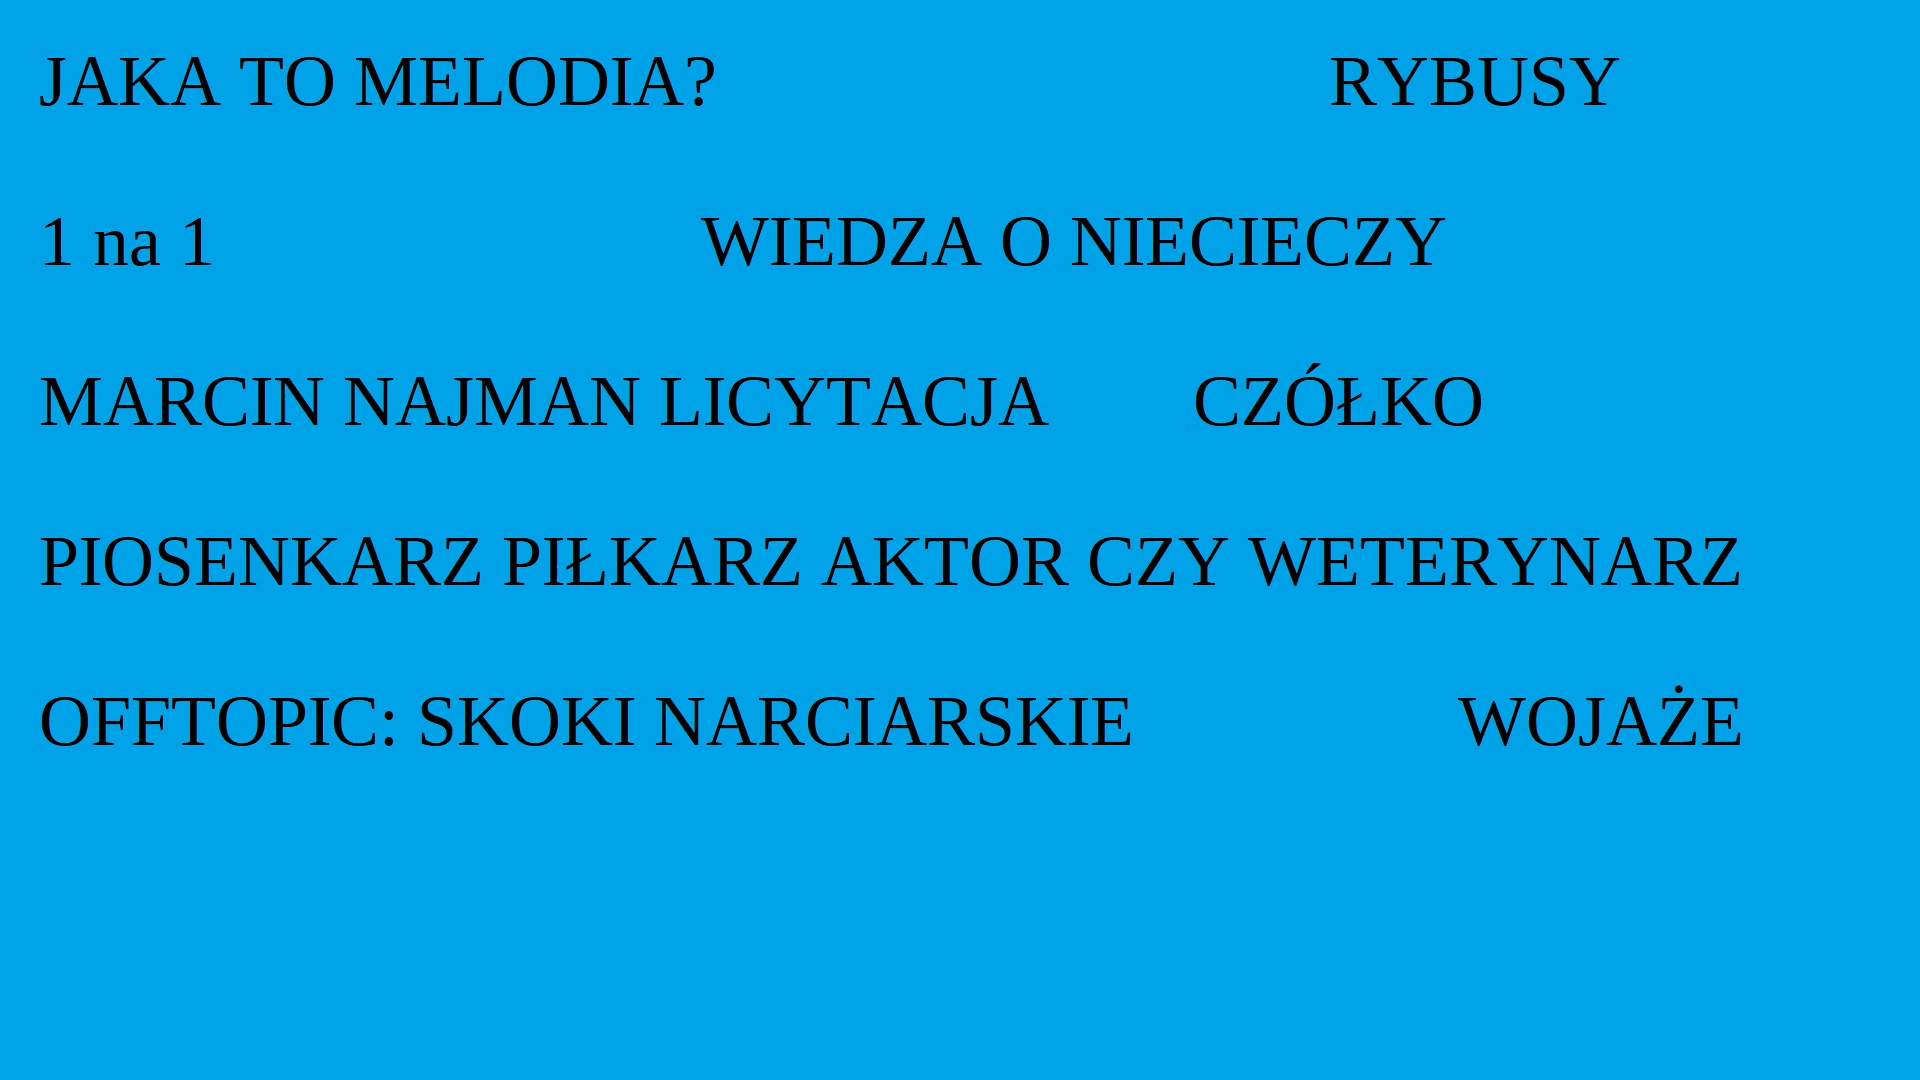 JAKA TO MELODIA? RYBUSY
1 na 1 WIEDZA O NIECIECZY
MARCIN NAJMAN LICYTACJA CZÓŁKO
PIOSENKARZ PIŁKARZ AKTOR CZY WETERYNARZ
OFFTOPIC: SKOKI NARCIARSKIE WOJAŻE